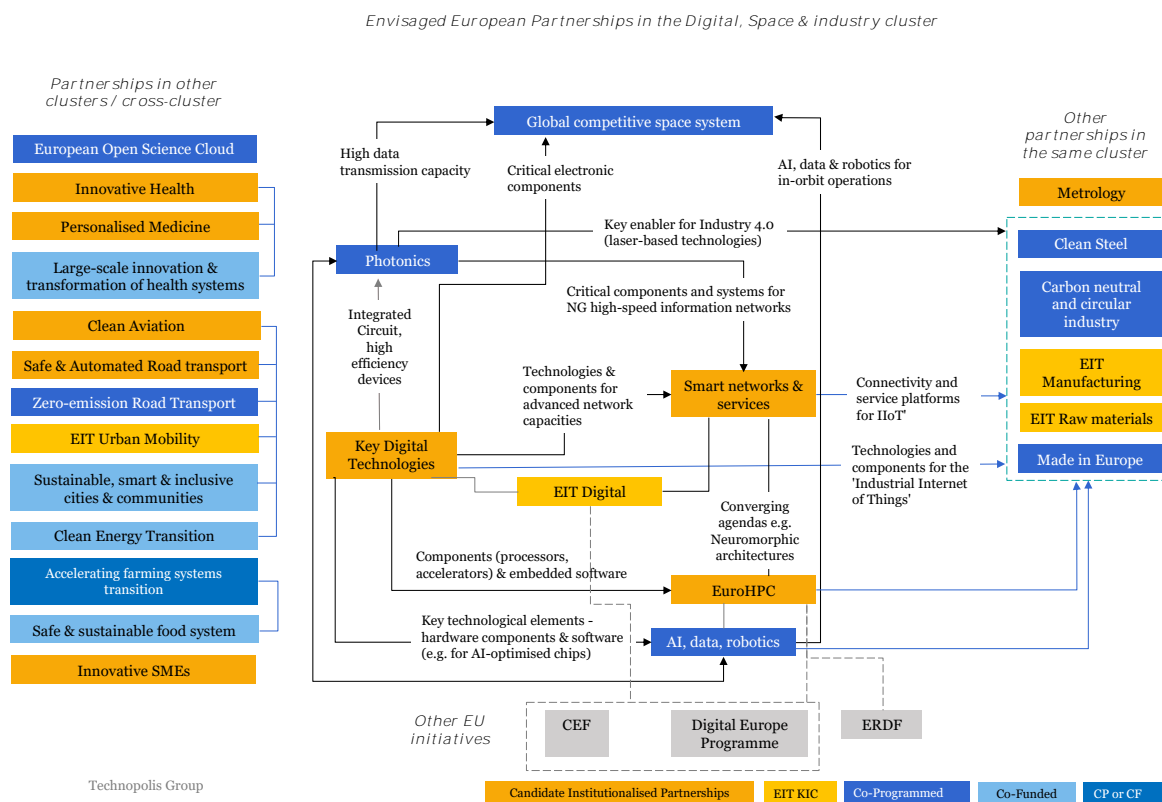 Envisaged European Partnerships in the Digital, Space & industry cluster
Partnerships in other
clusters / cross-cluster
European Open Science Cloud
Innovative Health
Personalised Medicine
Large-scale innovation &
transformation of health systems
Clean Aviation
Safe & Automated Road transport
Zero-emission Road Transport
EIT Urban Mobility
Sustainable, smart & inclusive
cities & communities
Clean Energy Transition
Accelerating farming systems
transition
Safe & sustainable food system
Innovative SMEs
Global competitive space system
High data
transmission capacity
Critical electronic
components
AI, data & robotics for
in-orbit operations
Key enabler for Industry 4.0
(laser-based technologies)
Photonics
Critical components and systems for
NG high-speed information networks
Integrated
Circuit,
high
efficiency
devices
Technologies &
components for
advanced network
capacities
Smart networks &
services
Connectivity and
service platforms
for IIoT'
Key Digital
Technologies
Technologies and
components for the
'Industrial Internet
of Things'
EIT Digital
Converging
agendas e.g.
Neuromorphic
architectures
Components (processors,
accelerators) & embedded software
EuroHPC
Key technological elements -
hardware components & software
(e.g. for AI-optimised chips)
AI, data, robotics
Other
partnerships in
the same cluster
Metrology
Clean Steel
Carbon neutral
and circular
industry
EIT
Manufacturing
EIT Raw materials
Made in Europe
Other EU
initiatives
CEF
Digital Europe
Programme
ERDF
Technopolis Group
Candidate Institutionalised Partnerships
EIT KIC
Co-Programmed
Co-Funded
CP or CF